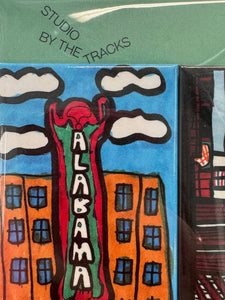 STUDIO
BY THE TRACKS
ALABAMA